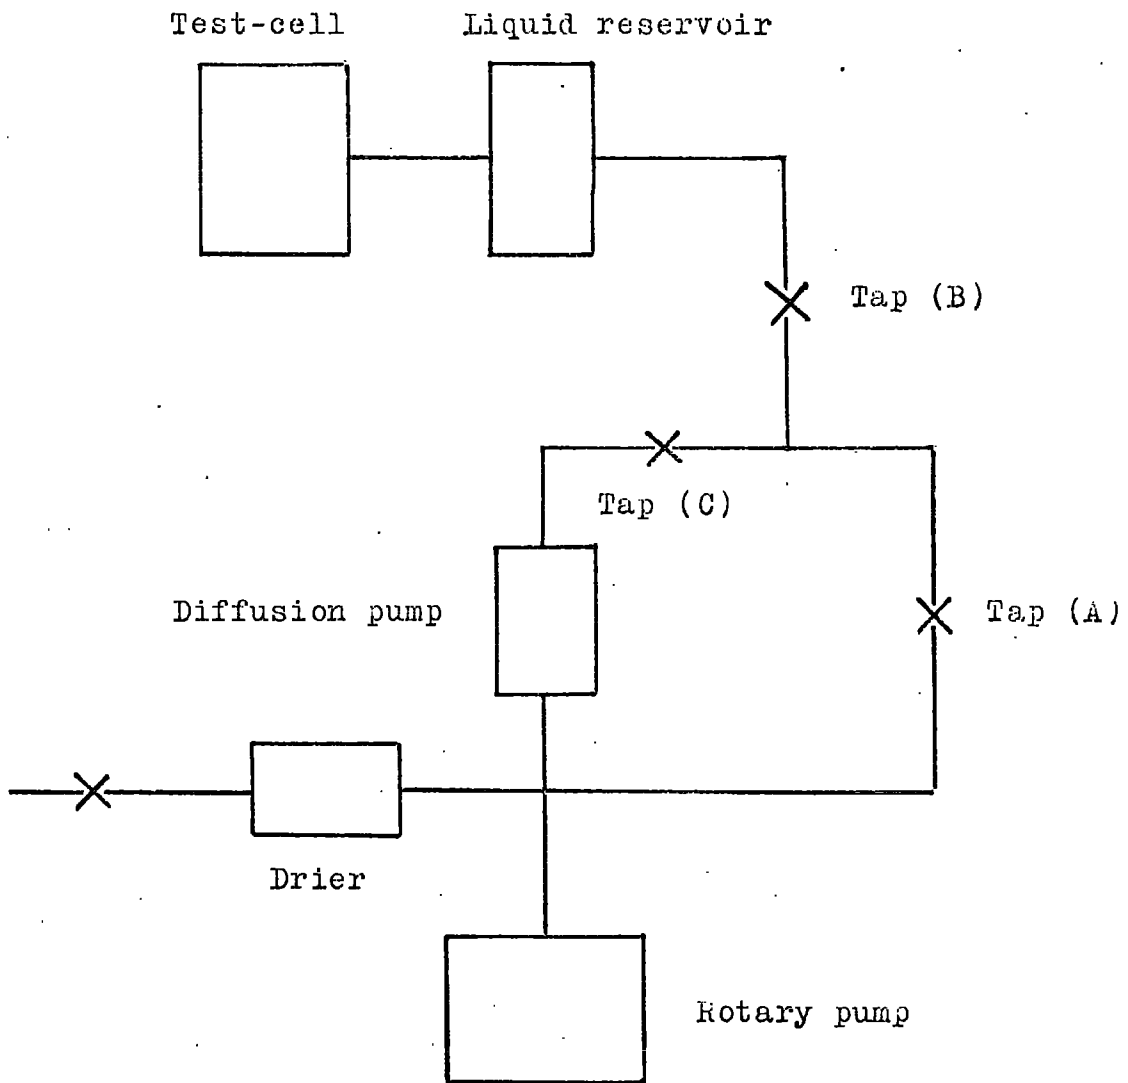 Test-cell Liquid reservoir
Tap (B)
Tap (C)
Diffusion pump
Tap (A)
Drier
Rotary pump